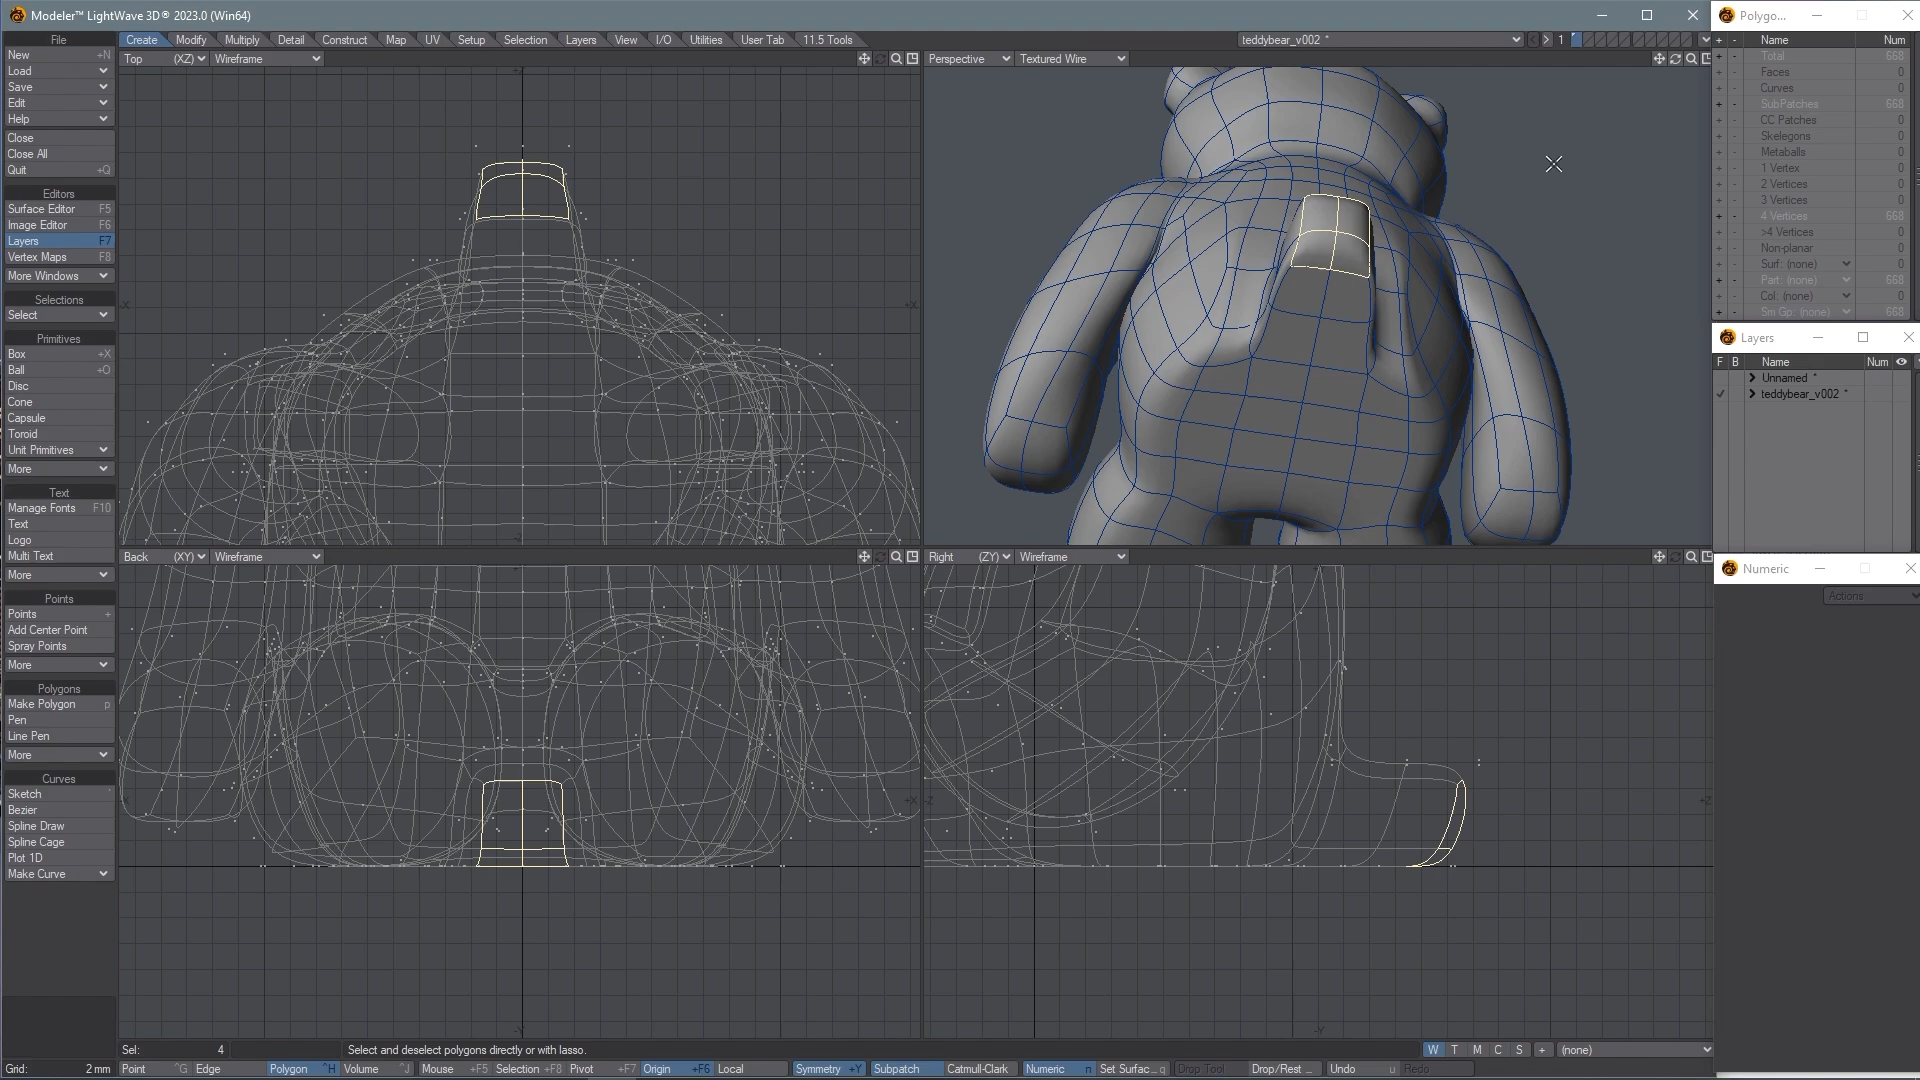 Modeler™ LightWave 3D® 2023.0 (Win64)
File
New +N
Load
Save
Edit
Help
Close
Close All
Quit +Q
Editors
Surface Editor F5
Image Editor F6
Layers F7
Vertex Maps F8
More Windows
Selections
Select
Primitives
Box +X
Ball +O
Disc
Cone
Capsule
Toroid
Unit Primitives
More
Text
Manage Fonts F10
Text
Logo
Multi Text
More
Points
Points +
Add Center Point
Spray Points
More
Polygons
Make Polygon p
Pen
Line Pen
More
Curves
Sketch `
Bezier
Spline Draw
Spline Cage
Plot 1D
Make Curve
Create Modify Multiply Detail Construct Map UV Setup Selection Layers View I/O Utilities User Tab 11.5 Tools teddybear_v002 * 1
Top (XZ) Wireframe
Perspective Textured Wire
Back (XY) Wireframe
Right (ZY) Wireframe
Polygo...
+ - Name Num
+ - Total 668
+ - Faces 0
+ - Curves 0
+ - SubPatches 668
+ - CC Patches 0
+ - Skelegons 0
+ - Metaballs 0
+ - 1 Vertex 0
+ - 2 Vertices 0
+ - 3 Vertices 0
+ - 4 Vertices 668
+ - >4 Vertices 0
+ - Non-planar 0
+ - Surf: (none) 0
+ - Part: (none) 668
+ - Col: (none) 0
+ - Sm Gp: (none) 668
Layers
F B Name Num
Unnamed *
teddybear_v002 *
Numeric
Actions
Sel: 4 Select and deselect polygons directly or with lasso. W T M C S + (none)
Grid: 2 mm Point ^G Edge Polygon ^H Volume ^J Mouse +F5 Selection +F8 Pivot +F7 Origin +F6 Local Symmetry +Y Subpatch Catmull-Clark Numeric n Set Surfac... q Drop Tool Drop/Rest ... Undo u Redo